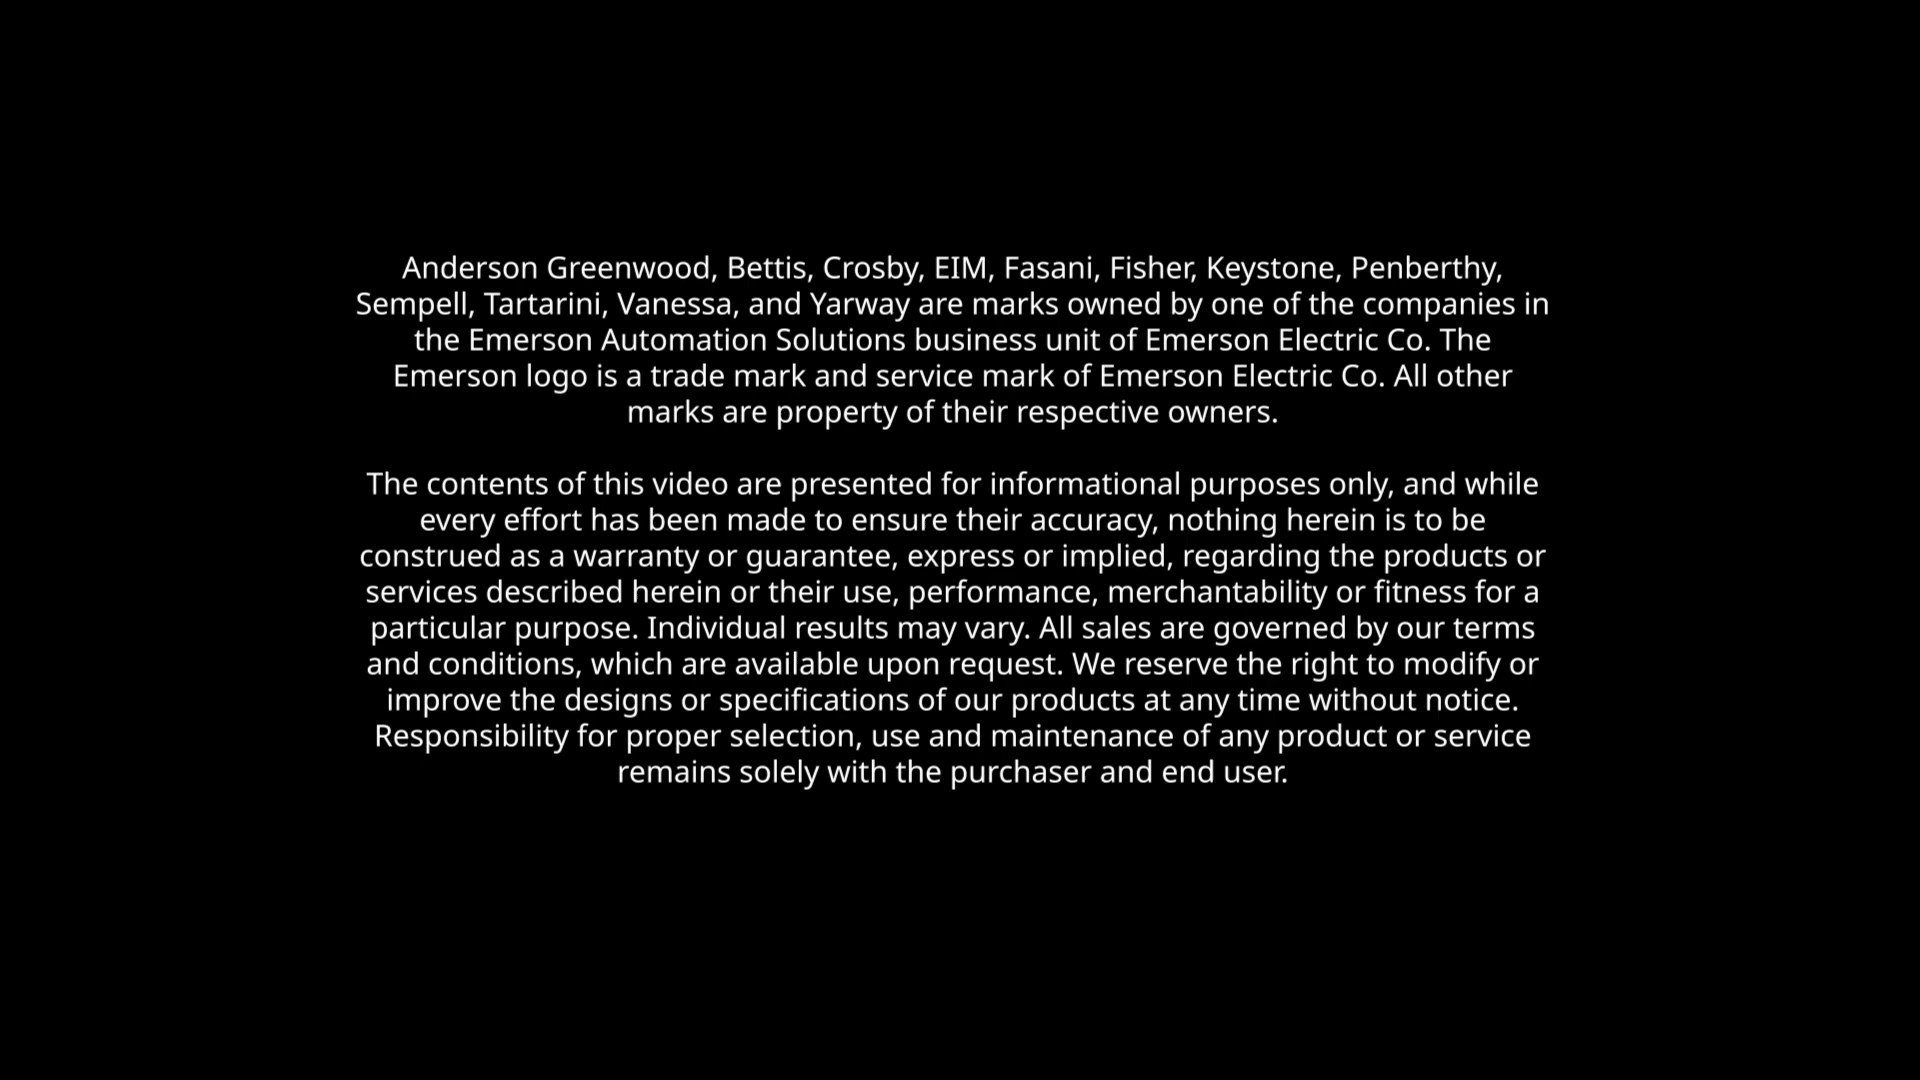 Anderson Greenwood, Bettis, Crosby, EIM, Fasani, Fisher, Keystone, Penberthy,
Sempell, Tartarini, Vanessa, and Yarway are marks owned by one of the companies in
the Emerson Automation Solutions business unit of Emerson Electric Co. The
Emerson logo is a trade mark and service mark of Emerson Electric Co. All other
marks are property of their respective owners.
The contents of this video are presented for informational purposes only, and while
every effort has been made to ensure their accuracy, nothing herein is to be
construed as a warranty or guarantee, express or implied, regarding the products or
services described herein or their use, performance, merchantability or fitness for a
particular purpose. Individual results may vary. All sales are governed by our terms
and conditions, which are available upon request. We reserve the right to modify or
improve the designs or specifications of our products at any time without notice.
Responsibility for proper selection, use and maintenance of any product or service
remains solely with the purchaser and end user.